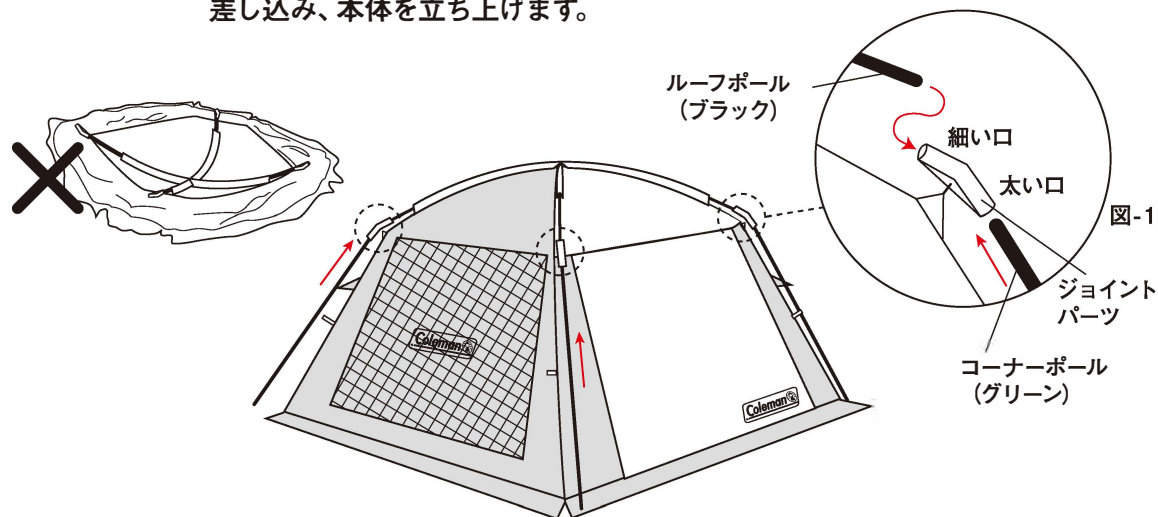 差し込み、本体を立ち上げます。
ルーフポール
（ブラック）
細い口
太い口
図-1
ジョイント
パーツ
コーナーポール
（グリーン）
Coleman
Coleman